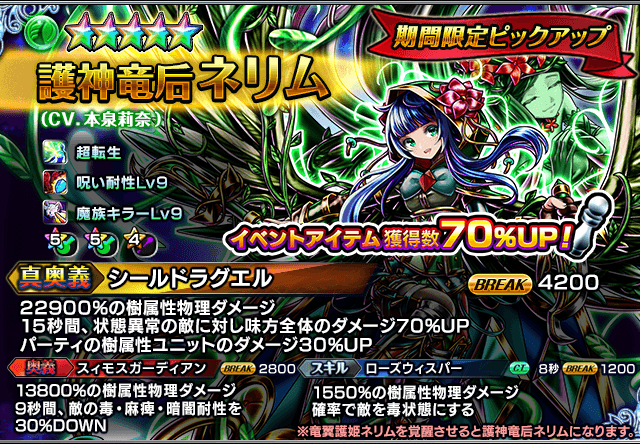 期間限定ピックアップ
護神竜后 ネリム
(CV.本泉莉奈)
超転生
呪い耐性Lv9
魔族キラーLv9
5 5 4
イベントアイテム獲得数70%UP!
真奥義 シールドラグエル BREAK 4200
22900%の樹属性物理ダメージ
15秒間、状態異常の敵に対し味方全体のダメージ70%UP
パーティの樹属性ユニットのダメージ30%UP
奥義 スィモスガーディアン BREAK 2800
13800%の樹属性物理ダメージ
9秒間、敵の毒・麻痺・暗闇耐性を
30%DOWN
スキル ローズウィスパー CT 8秒 BREAK 1200
1550%の樹属性物理ダメージ
確率で敵を毒状態にする
※竜翼護姫ネリムを覚醒させると護神竜后ネリムになります。